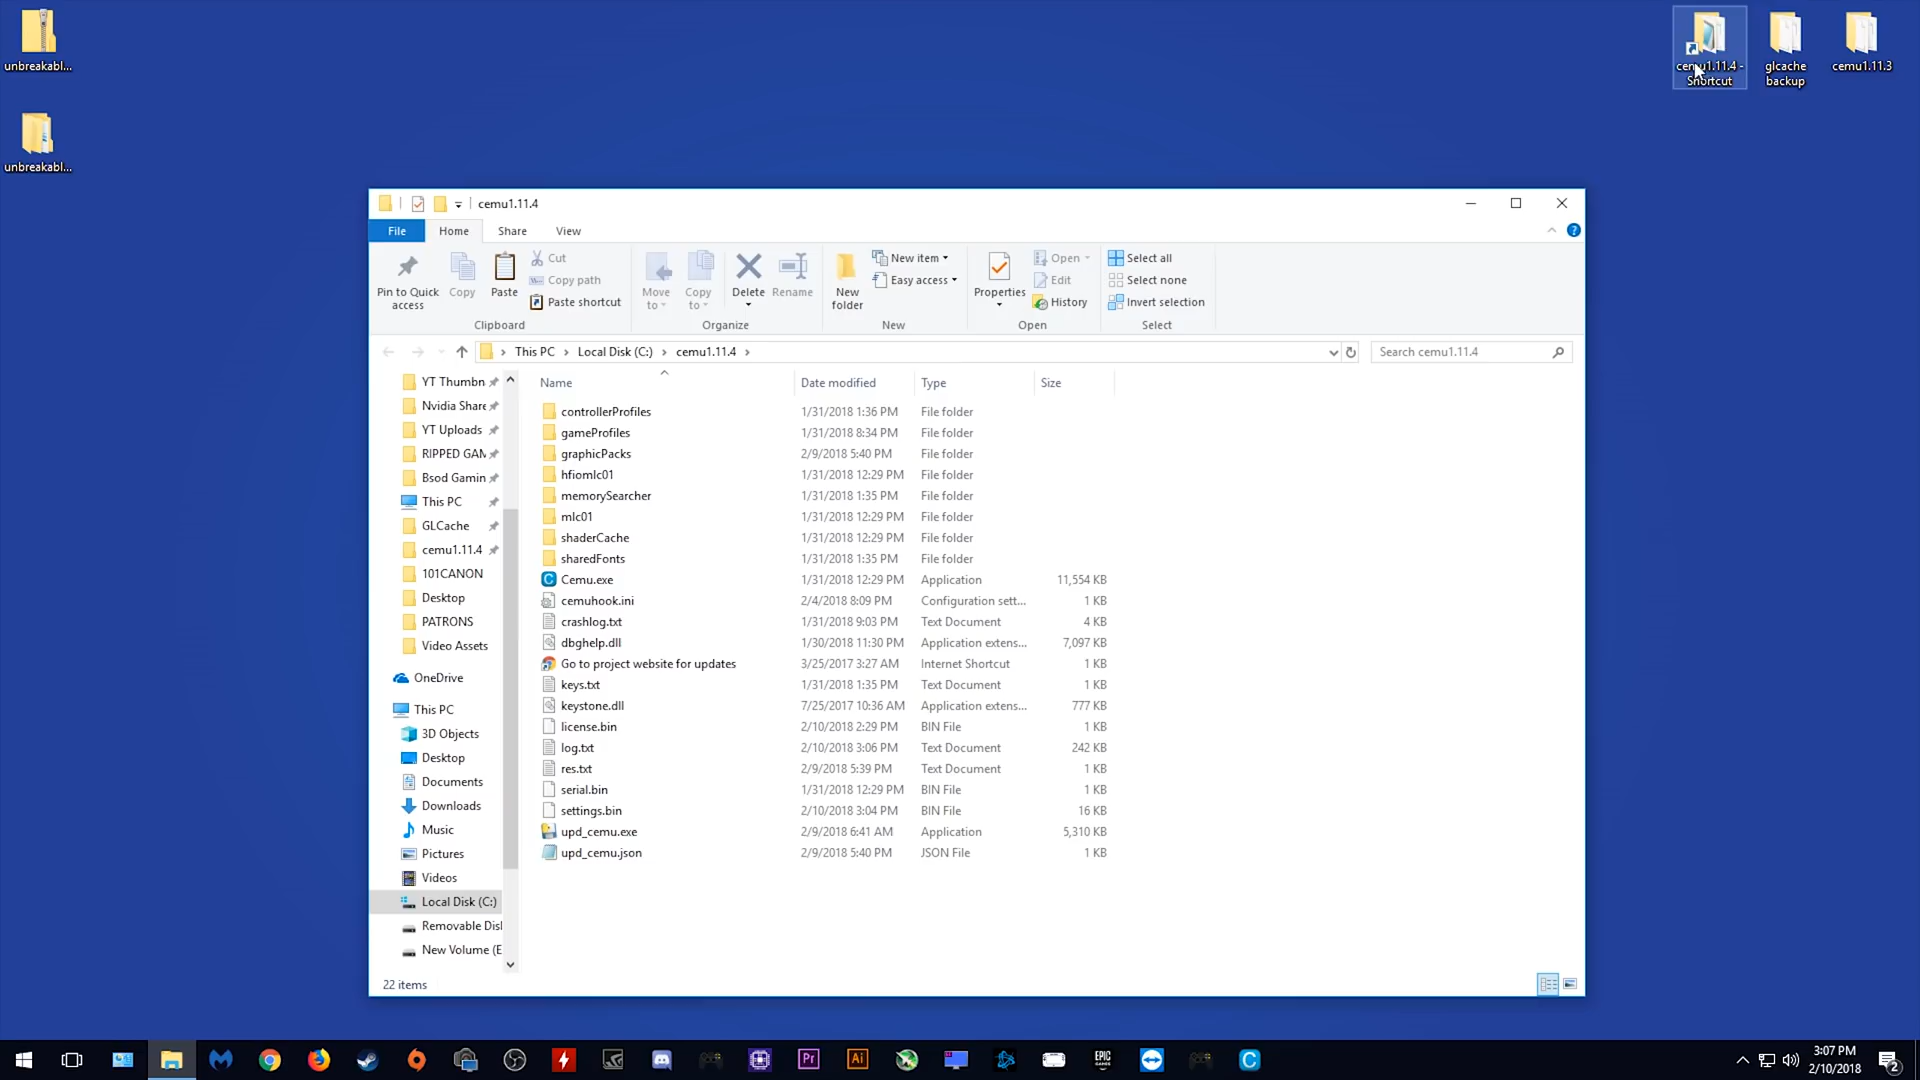 unbreakabl...
unbreakabl...
cemu1.11.4 -
Shortcut
glcache
backup
cemu1.11.3
cemu1.11.4
File
Home
Share
View
Pin to Quick
access
Copy
Paste
Cut
Copy path
Paste shortcut
Clipboard
Move
to
Copy
to
Delete
Rename
Organize
New
folder
New item
Easy access
New
Properties
Open
Edit
History
Open
Select all
Select none
Invert selection
Select
This PC
Local Disk (C:)
cemu1.11.4
Search cemu1.11.4
YT Thumbn
Nvidia Share
YT Uploads
RIPPED GAM
Bsod Gamin
This PC
GLCache
cemu1.11.4
101CANON
Desktop
PATRONS
Video Assets
OneDrive
This PC
3D Objects
Desktop
Documents
Downloads
Music
Pictures
Videos
Local Disk (C:)
Removable Disl
New Volume (E
Name Date modified Type Size
controllerProfiles 1/31/2018 1:36 PM File folder
gameProfiles 1/31/2018 8:34 PM File folder
graphicPacks 2/9/2018 5:40 PM File folder
hfiomlc01 1/31/2018 12:29 PM File folder
memorySearcher 1/31/2018 1:35 PM File folder
mlc01 1/31/2018 12:29 PM File folder
shaderCache 1/31/2018 12:29 PM File folder
sharedFonts 1/31/2018 1:35 PM File folder
Cemu.exe 1/31/2018 12:29 PM Application 11,554 KB
cemuhook.ini 2/4/2018 8:09 PM Configuration sett... 1 KB
crashlog.txt 1/31/2018 9:03 PM Text Document 4 KB
dbghelp.dll 1/30/2018 11:30 PM Application extens... 7,097 KB
Go to project website for updates 3/25/2017 3:27 AM Internet Shortcut 1 KB
keys.txt 1/31/2018 1:35 PM Text Document 1 KB
keystone.dll 7/25/2017 10:36 AM Application extens... 777 KB
license.bin 2/10/2018 2:29 PM BIN File 1 KB
log.txt 2/10/2018 3:06 PM Text Document 242 KB
res.txt 2/9/2018 5:39 PM Text Document 1 KB
serial.bin 1/31/2018 12:29 PM BIN File 1 KB
settings.bin 2/10/2018 3:04 PM BIN File 16 KB
upd_cemu.exe 2/9/2018 6:41 AM Application 5,310 KB
upd_cemu.json 2/9/2018 5:40 PM JSON File 1 KB
22 items
Pr
Ai
EPIC
GAMES
C
3:07 PM
2/10/2018
2